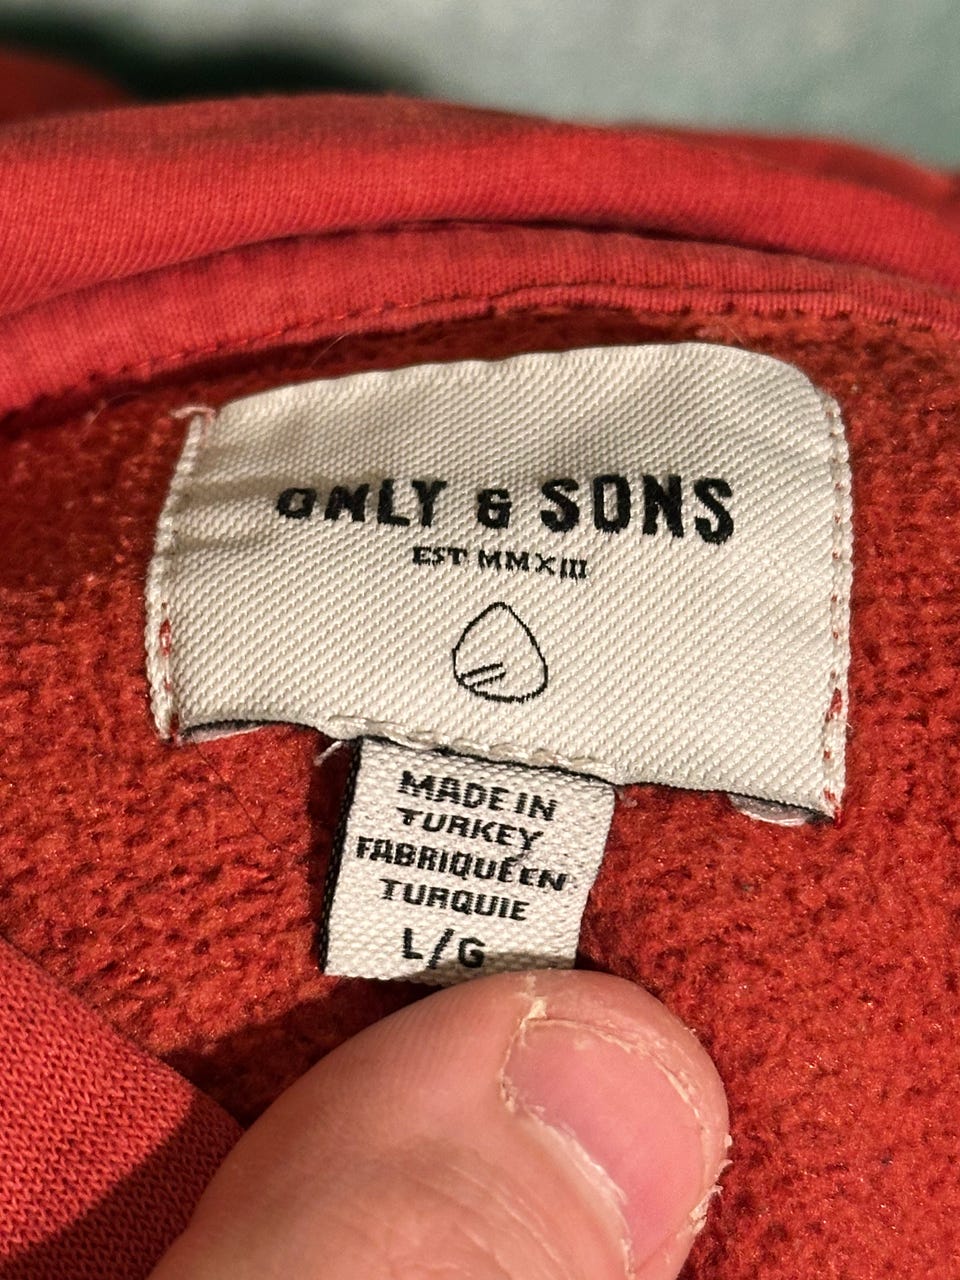 ONLY & SONS
EST MMXIII
MADE IN
TURKEY
FABRIQUÉ EN
TURQUIE
L/G